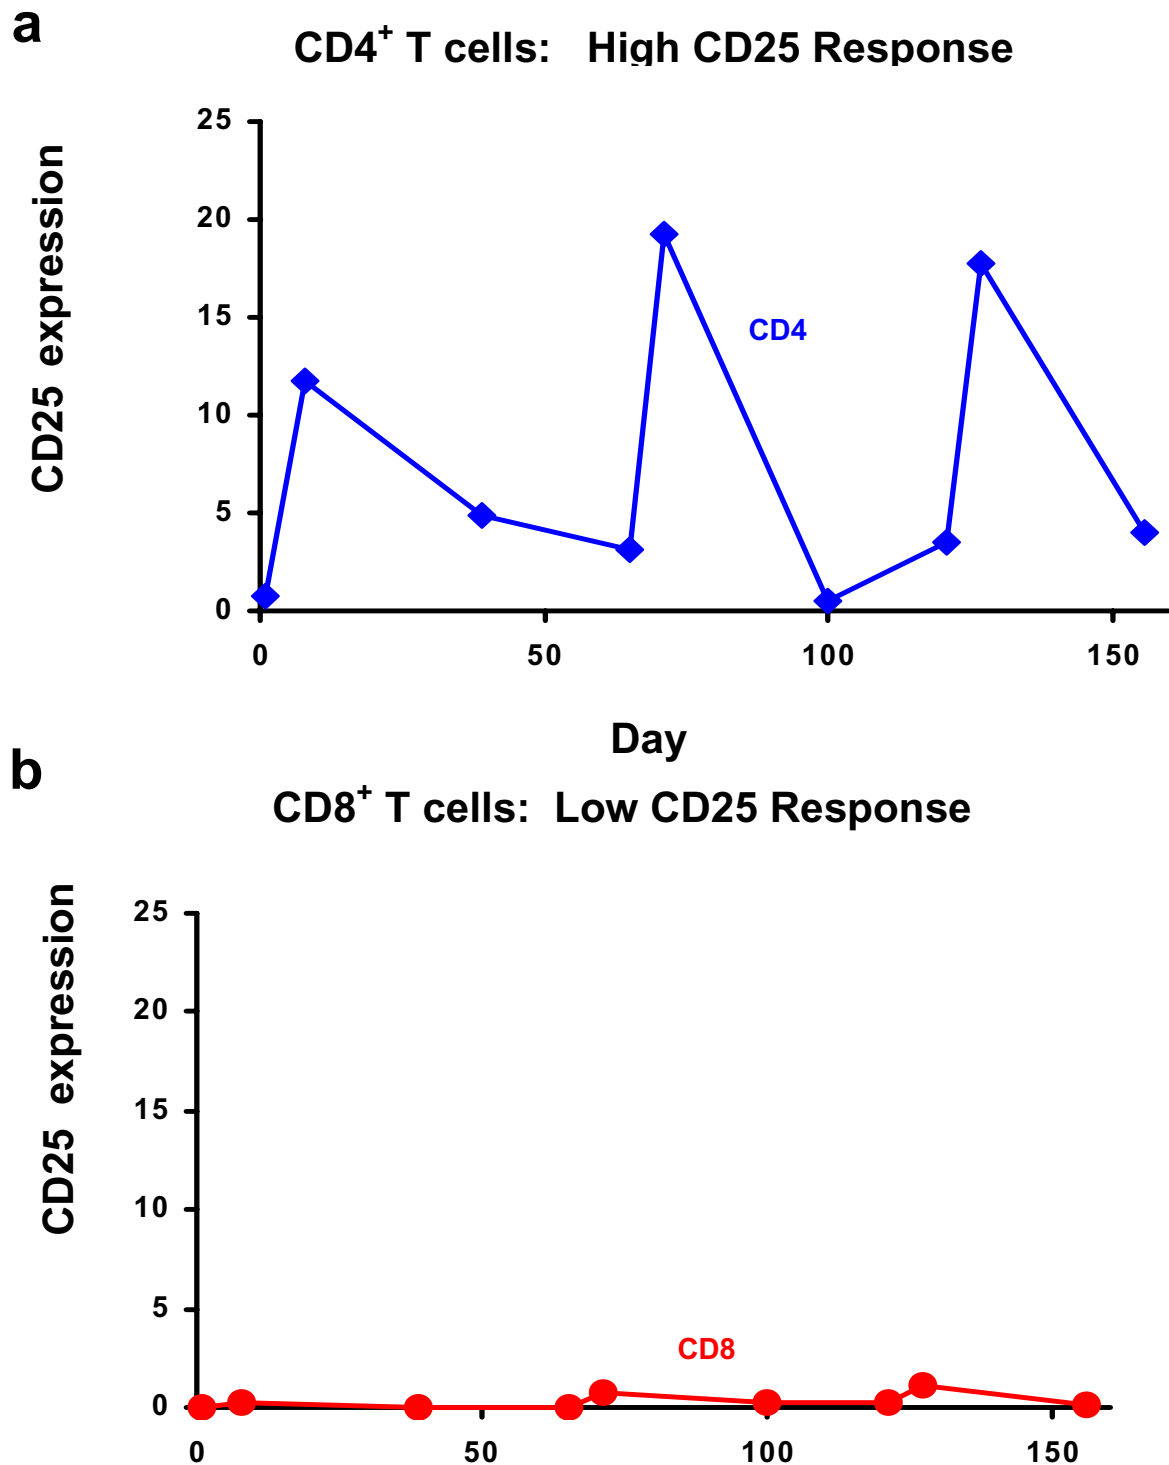 a
CD4+ T cells: High CD25 Response
CD25 expression
25
20
15
10
5
0
CD4
0 50 100 150
Day
b
CD8+ T cells: Low CD25 Response
CD25 expression
25
20
15
10
5
0
CD8
0 50 100 150